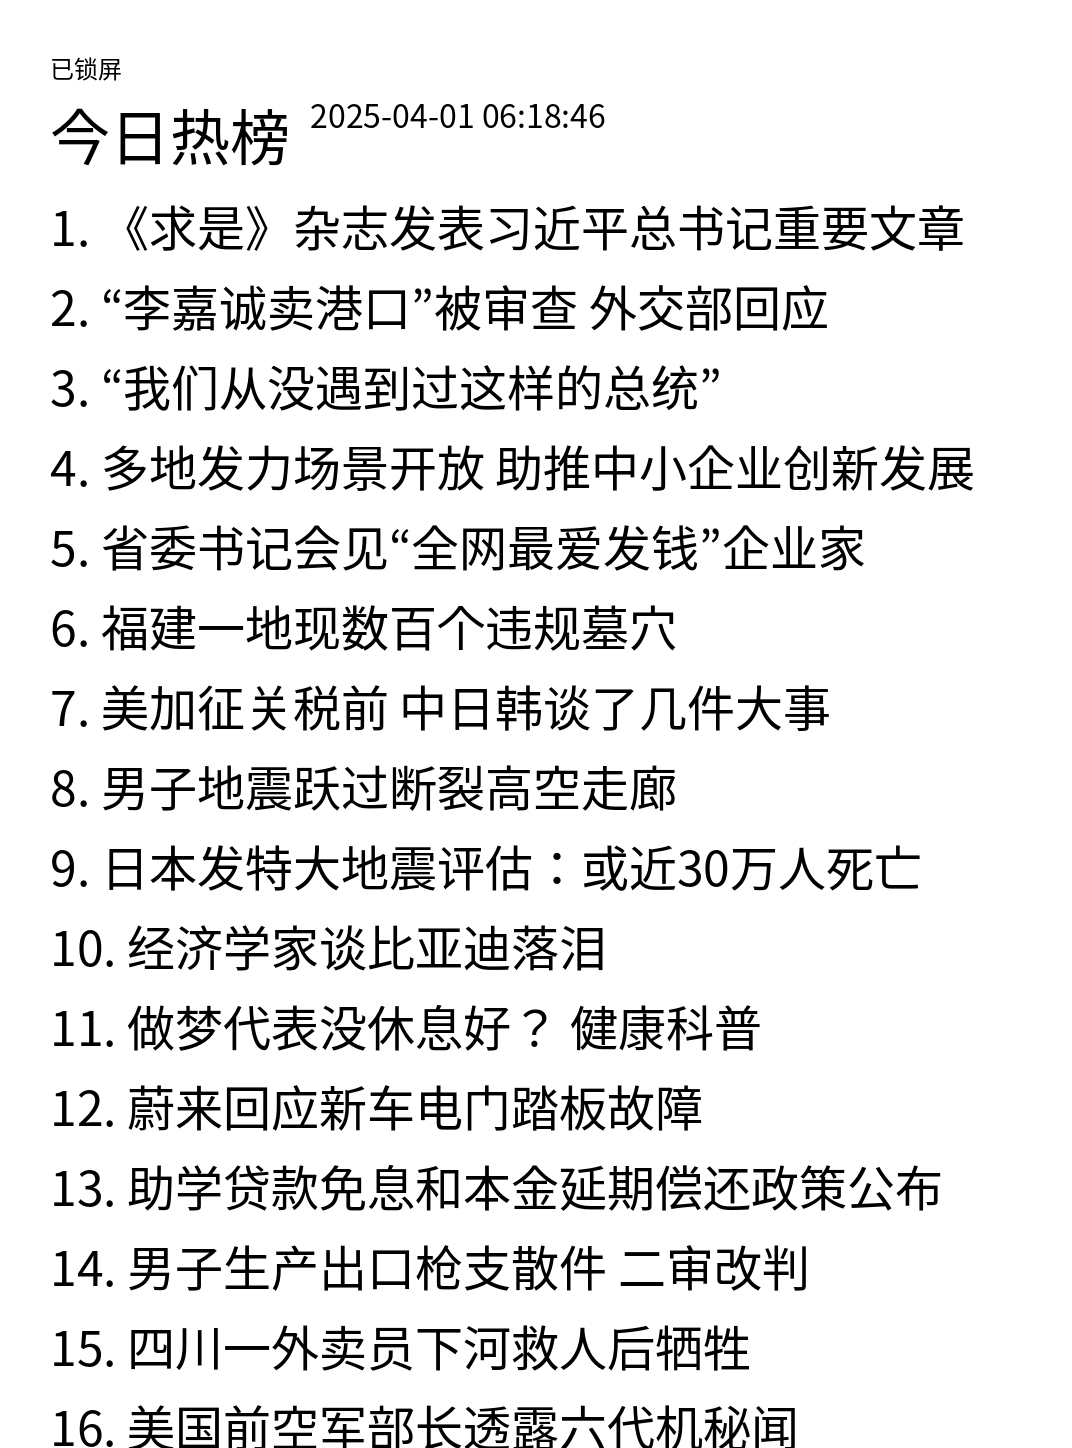 已锁屏
今日热榜 2025-04-01 06:18:46
1. 《求是》杂志发表习近平总书记重要文章
2. “李嘉诚卖港口”被审查 外交部回应
3. “我们从没遇到过这样的总统”
4. 多地发力场景开放 助推中小企业创新发展
5. 省委书记会见“全网最爱发钱”企业家
6. 福建一地现数百个违规墓穴
7. 美加征关税前 中日韩谈了几件大事
8. 男子地震跃过断裂高空走廊
9. 日本发特大地震评估：或近30万人死亡
10. 经济学家谈比亚迪落泪
11. 做梦代表没休息好？ 健康科普
12. 蔚来回应新车电门踏板故障
13. 助学贷款免息和本金延期偿还政策公布
14. 男子生产出口枪支散件 二审改判
15. 四川一外卖员下河救人后牺牲
16. 美国前空军部长透露六代机秘闻